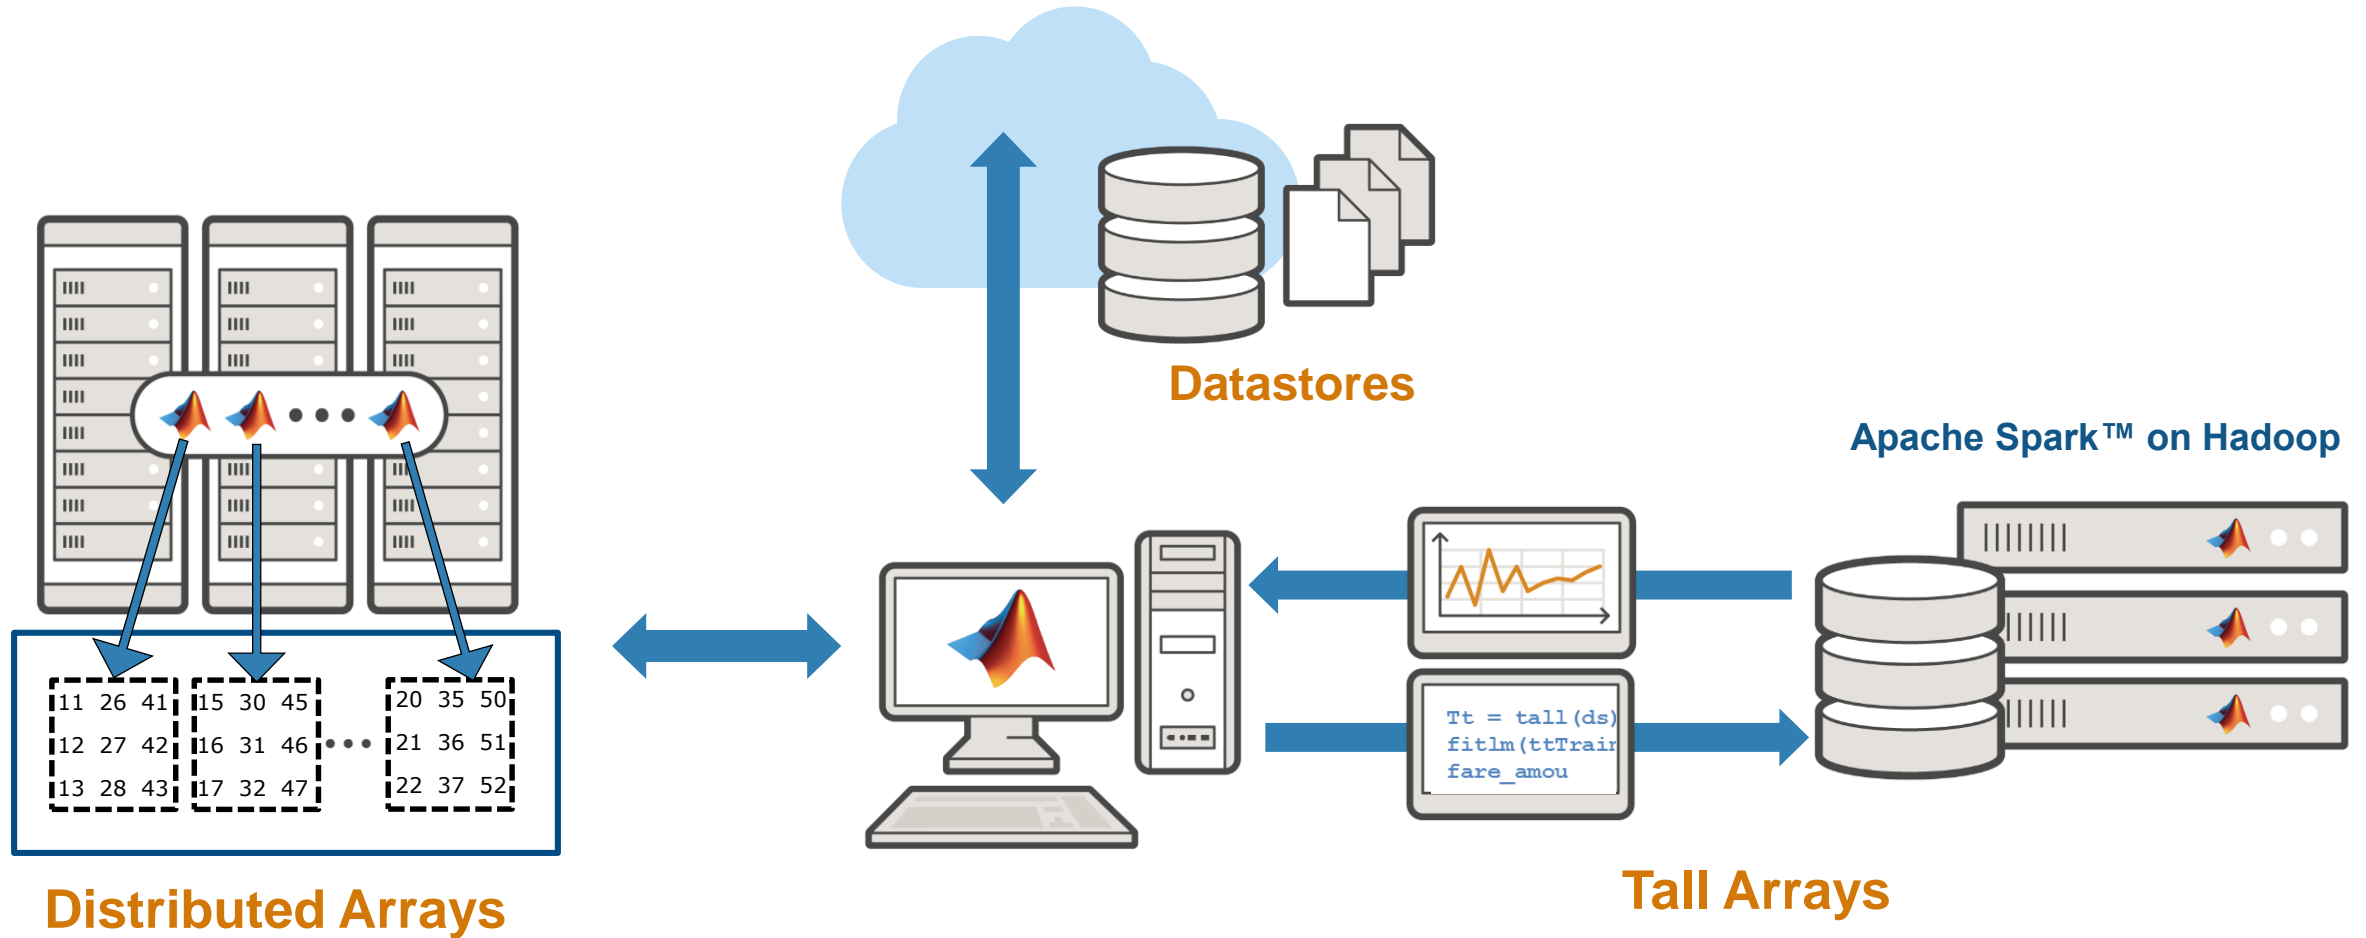 Datastores
Apache Spark™ on Hadoop
11 26 41
12 27 42
13 28 43
15 30 45
16 31 46
17 32 47
20 35 50
21 36 51
22 37 52
Tt = tall(ds)
fitlm(ttTrain
fare_amou
Distributed Arrays
Tall Arrays